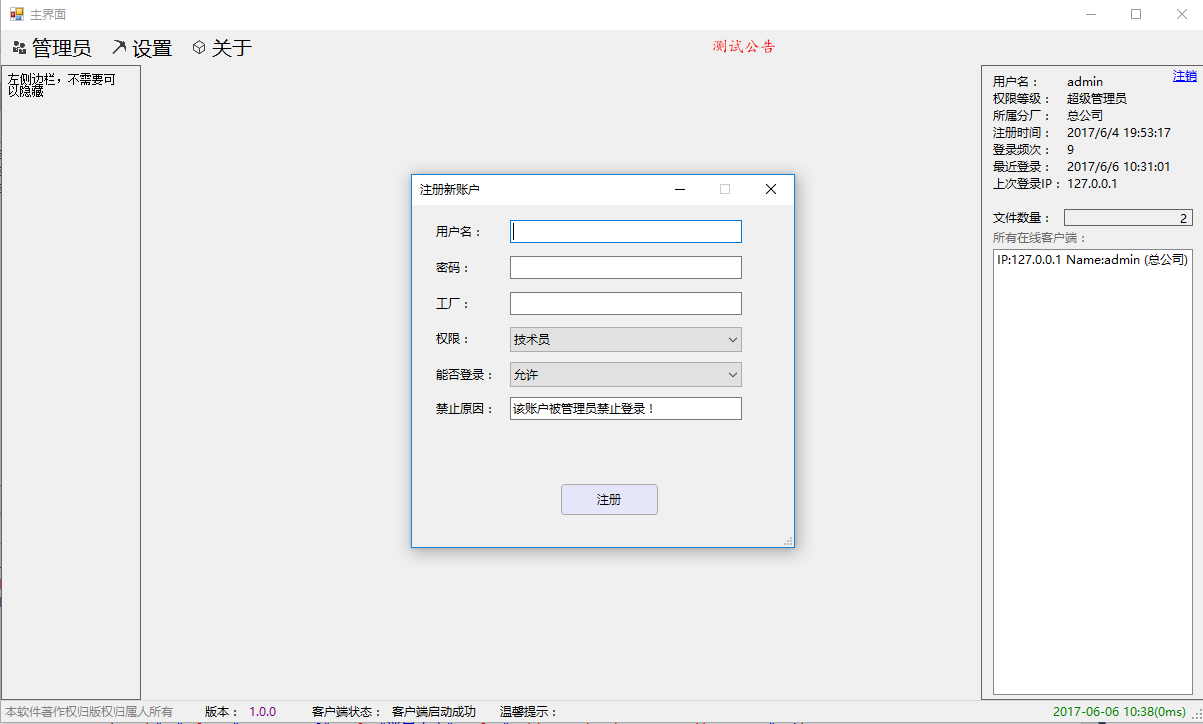 主界面
管理员 设置 关于
测试公告
左侧边栏，不需要可
以隐藏
注销
用户名： admin
权限等级： 超级管理员
所属分厂： 总公司
注册时间： 2017/6/4 19:53:17
登录频次： 9
最近登录： 2017/6/6 10:31:01
上次登录IP： 127.0.0.1
文件数量： 2
所有在线客户端：
IP:127.0.0.1 Name:admin (总公司)
注册新账户
用户名：
密码：
工厂：
权限： 技术员
能否登录： 允许
禁止原因： 该账户被管理员禁止登录！
注册
本软件著作权归版权归属人所有 版本： 1.0.0 客户端状态： 客户端启动成功 温馨提示： 2017-06-06 10:38(0ms)